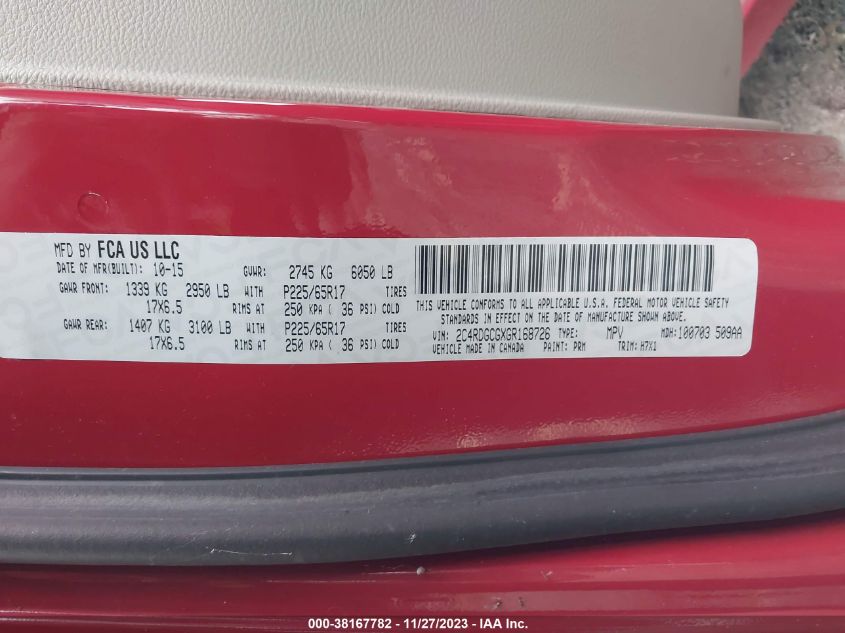 MFD BY FCA US LLC
DATE OF MFR(BUILT): 10-15 GVWR: 2745 KG 6050 LB
GAWR FRONT: 1339 KG 2950 LB WITH P225/65R17 TIRES
17X6.5 RIMS AT 250 KPA ( 36 PSI) COLD
GAWR REAR: 1407 KG 3100 LB WITH P225/65R17 TIRES
17X6.5 RIMS AT 250 KPA ( 36 PSI) COLD
THIS VEHICLE CONFORMS TO ALL APPLICABLE U.S.A. FEDERAL MOTOR VEHICLE SAFETY
STANDARDS IN EFFECT ON THE DATE OF MANUFACTURE SHOWN ABOVE.
VIN: 2C4RDGCGXGR168726 TYPE: MPV MDH:100703 509AA
VEHICLE MADE IN CANADA PAINT: PRM TRIM: H7X1
000-38167782 - 11/27/2023 - IAA